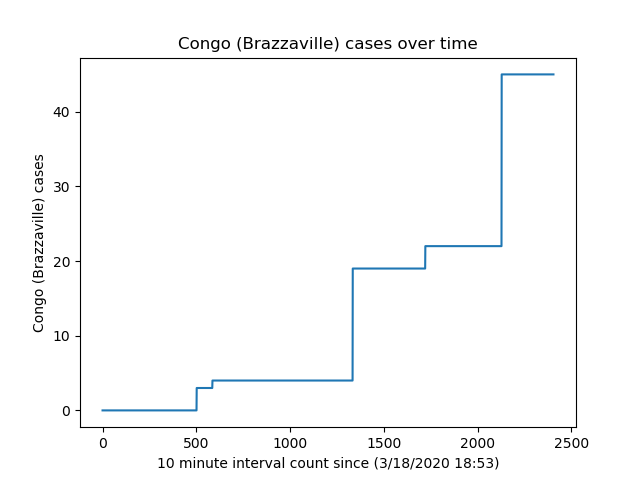 Congo (Brazzaville) cases over time
Congo (Brazzaville) cases
40
30
20
10
0
0 500 1000 1500 2000 2500
10 minute interval count since (3/18/2020 18:53)